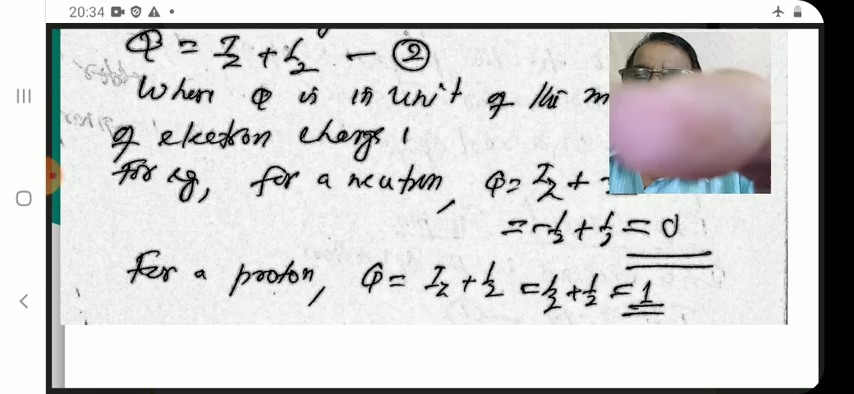 20:34
Q = I_z + 1/2 — ②
Where Q is in unit of the m
of electron charge.
For eg, for a neutron, Q = I_z +
= -1/2 + 1/2 = 0
For a proton, Q = I_z + 1/2 = 1/2 + 1/2 = 1